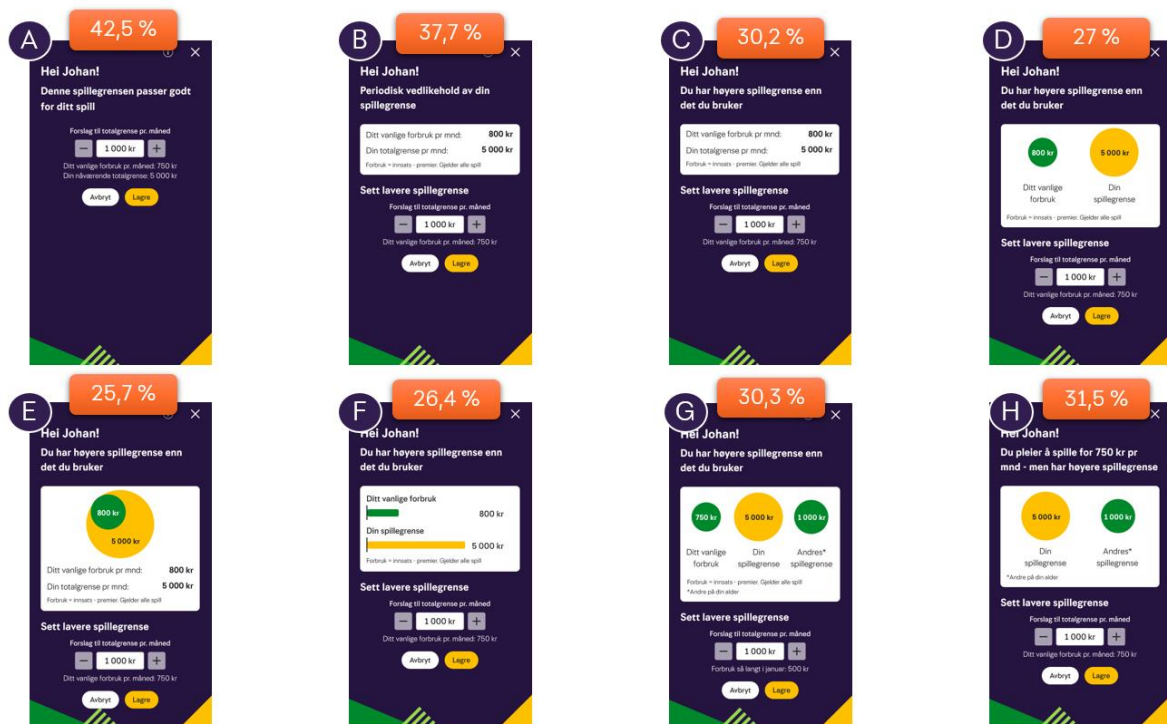 A
42,5 %
Hei Johan!
Denne spillegrensen passer godt
for ditt spill
Forslag til totalgrense pr. måned
− 1 000 kr +
Ditt vanlige forbruk pr. måned: 750 kr
Din nåværende totalgrense: 5 000 kr
Avbryt Lagre
B
37,7 %
Hei Johan!
Periodisk vedlikehold av din
spillegrense
Ditt vanlige forbruk pr mnd: 800 kr
Din totalgrense pr mnd: 5 000 kr
Forbruk = innsats - premier. Gjelder alle spill
Sett lavere spillegrense
Forslag til totalgrense pr. måned
− 1 000 kr +
Ditt vanlige forbruk pr. måned: 750 kr
Avbryt Lagre
C
30,2 %
Hei Johan!
Du har høyere spillegrense enn
det du bruker
Ditt vanlige forbruk pr mnd: 800 kr
Din totalgrense pr mnd: 5 000 kr
Forbruk = innsats - premier. Gjelder alle spill
Sett lavere spillegrense
Forslag til totalgrense pr. måned
− 1 000 kr +
Ditt vanlige forbruk pr. måned: 750 kr
Avbryt Lagre
D
27 %
Hei Johan!
Du har høyere spillegrense enn
det du bruker
800 kr 5 000 kr
Ditt vanlige Din
forbruk spillegrense
Forbruk = innsats - premier. Gjelder alle spill
Sett lavere spillegrense
Forslag til totalgrense pr. måned
− 1 000 kr +
Ditt vanlige forbruk pr. måned: 750 kr
Avbryt Lagre
E
25,7 %
Hei Johan!
Du har høyere spillegrense enn
det du bruker
800 kr
5 000 kr
Ditt vanlige forbruk pr mnd: 800 kr
Din totalgrense pr mnd: 5 000 kr
Forbruk = innsats - premier. Gjelder alle spill
Sett lavere spillegrense
Forslag til totalgrense pr. måned
− 1 000 kr +
Ditt vanlige forbruk pr. måned: 750 kr
Avbryt Lagre
F
26,4 %
Hei Johan!
Du har høyere spillegrense enn
det du bruker
Ditt vanlige forbruk
800 kr
Din spillegrense
5 000 kr
Forbruk = innsats - premier. Gjelder alle spill
Sett lavere spillegrense
Forslag til totalgrense pr. måned
− 1 000 kr +
Ditt vanlige forbruk pr. måned: 750 kr
Avbryt Lagre
G
30,3 %
Hei Johan!
Du har høyere spillegrense enn
det du bruker
750 kr 5 000 kr 1 000 kr
Ditt vanlige Din Andres*
forbruk spillegrense spillegrense
Forbruk = innsats - premier. Gjelder alle spill
*Andre på din alder
Sett lavere spillegrense
Forslag til totalgrense pr. måned
− 1 000 kr +
Forbruk så langt i januar: 500 kr
Avbryt Lagre
H
31,5 %
Hei Johan!
Du pleier å spille for 750 kr pr
mnd - men har høyere spillegrense
5 000 kr 1 000 kr
Din Andres*
spillegrense spillegrense
*Andre på din alder
Sett lavere spillegrense
Forslag til totalgrense pr. måned
− 1 000 kr +
Ditt vanlige forbruk pr. måned: 750 kr
Avbryt Lagre